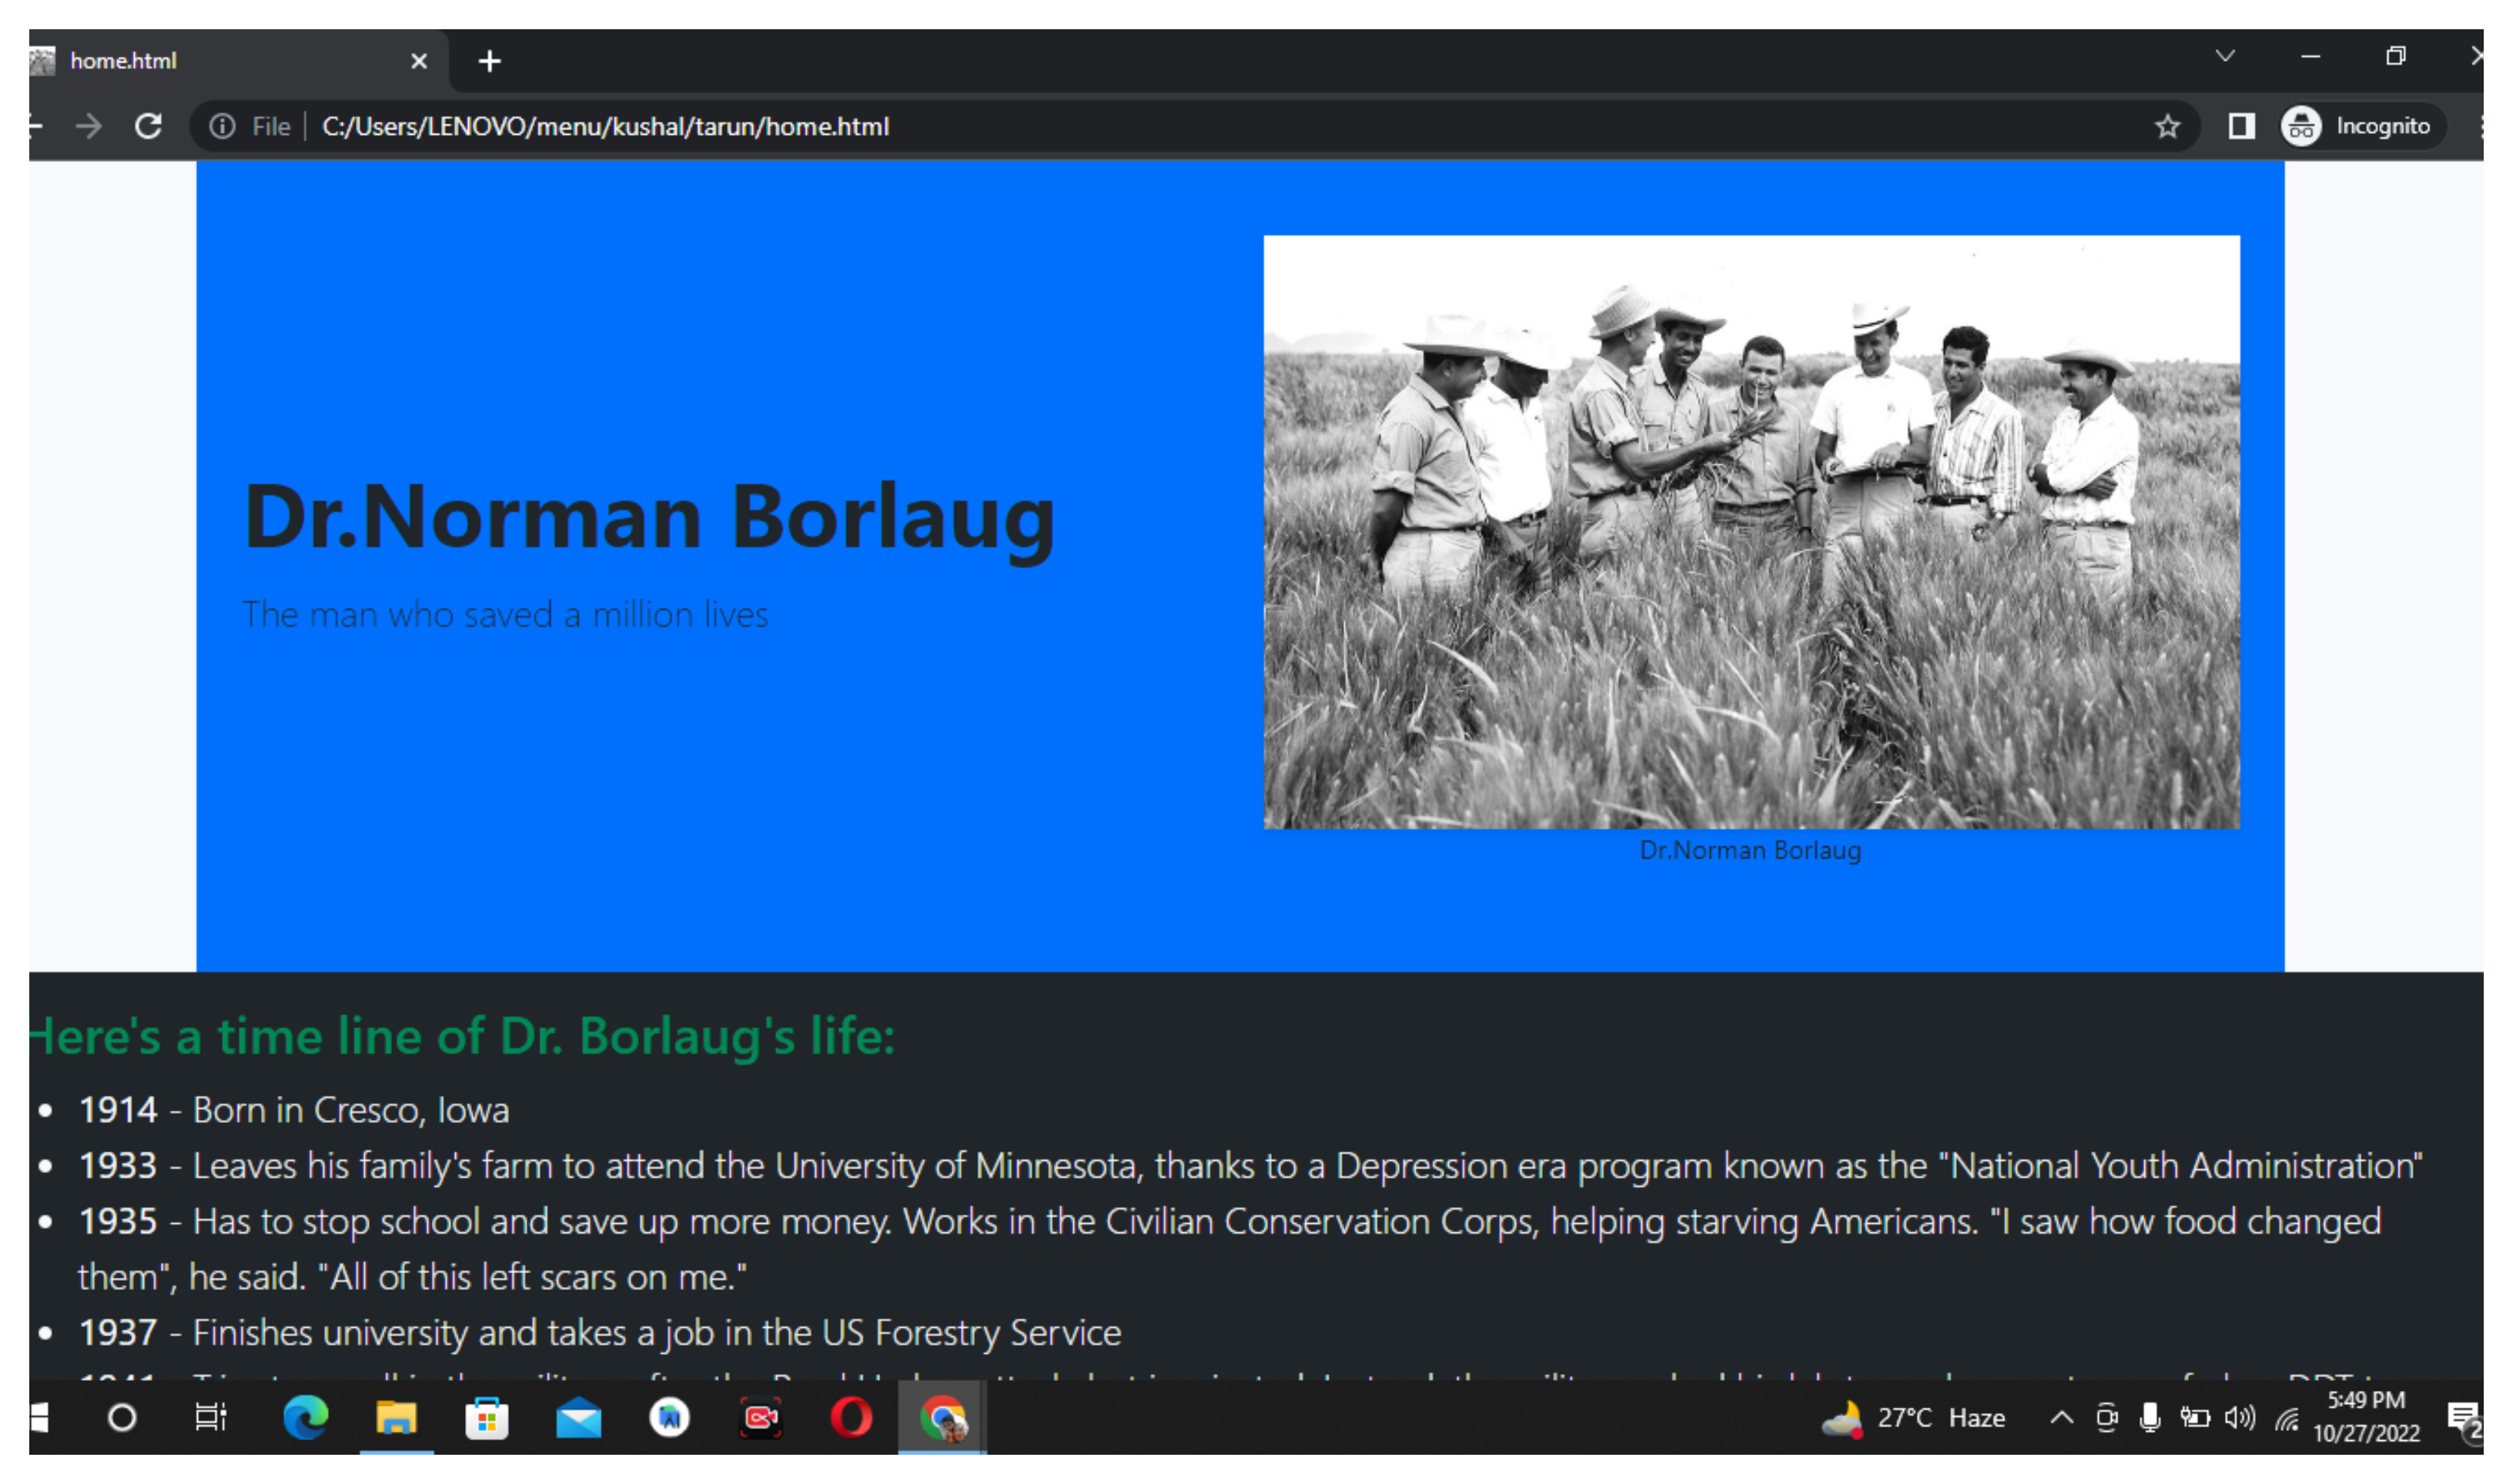 home.html
File
C:/Users/LENOVO/menu/kushal/tarun/home.html
Incognito
Dr.Norman Borlaug
The man who saved a million lives
Dr.Norman Borlaug
Here's a time line of Dr. Borlaug's life:
1914 - Born in Cresco, Iowa
1933 - Leaves his family's farm to attend the University of Minnesota, thanks to a Depression era program known as the "National Youth Administration"
1935 - Has to stop school and save up more money. Works in the Civilian Conservation Corps, helping starving Americans. "I saw how food changed
them", he said. "All of this left scars on me."
1937 - Finishes university and takes a job in the US Forestry Service
27°C Haze
5:49 PM
10/27/2022
2